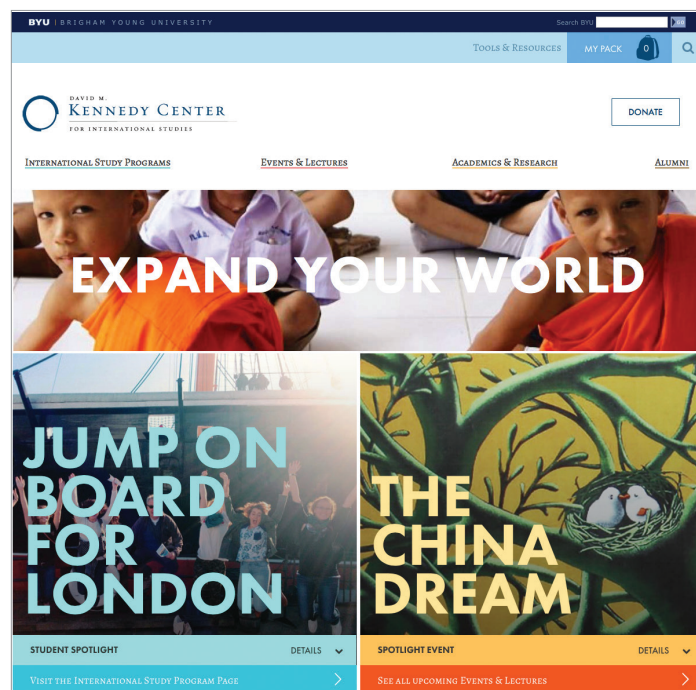 BYU | BRIGHAM YOUNG UNIVERSITY
Search BYU
GO
TOOLS & RESOURCES
MY PACK
0
DAVID M.
KENNEDY CENTER
FOR INTERNATIONAL STUDIES
DONATE
INTERNATIONAL STUDY PROGRAMS
EVENTS & LECTURES
ACADEMICS & RESEARCH
ALUMNI
EXPAND YOUR WORLD
JUMP ON
BOARD
FOR
LONDON
THE
CHINA
DREAM
STUDENT SPOTLIGHT
DETAILS
SPOTLIGHT EVENT
DETAILS
VISIT THE INTERNATIONAL STUDY PROGRAM PAGE
SEE ALL UPCOMING EVENTS & LECTURES